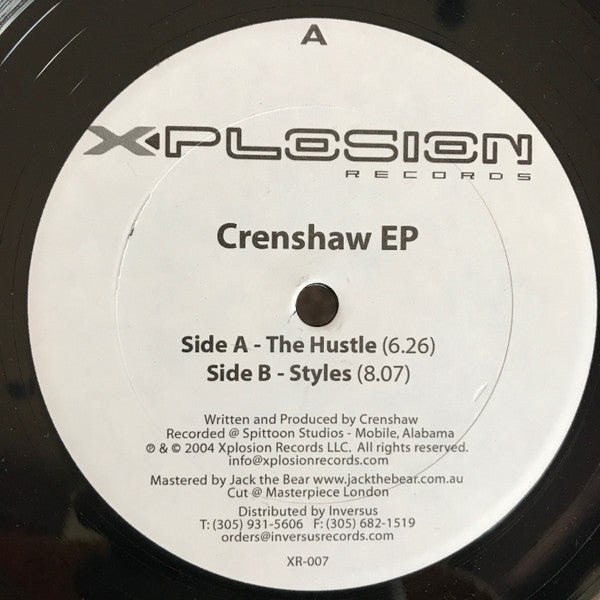 A
X-PLOSION
RECORDS
Crenshaw EP
Side A - The Hustle (6.26)
Side B - Styles (8.07)
Written and Produced by Crenshaw
Recorded @ Spittoon Studios - Mobile, Alabama
℗ & © 2004 Xplosion Records LLC. All rights reserved.
info@xplosionrecords.com
Mastered by Jack the Bear www.jackthebear.com.au
Cut @ Masterpiece London
Distributed by Inversus
T: (305) 931-5606 F: (305) 682-1519
orders@inversusrecords.com
XR-007